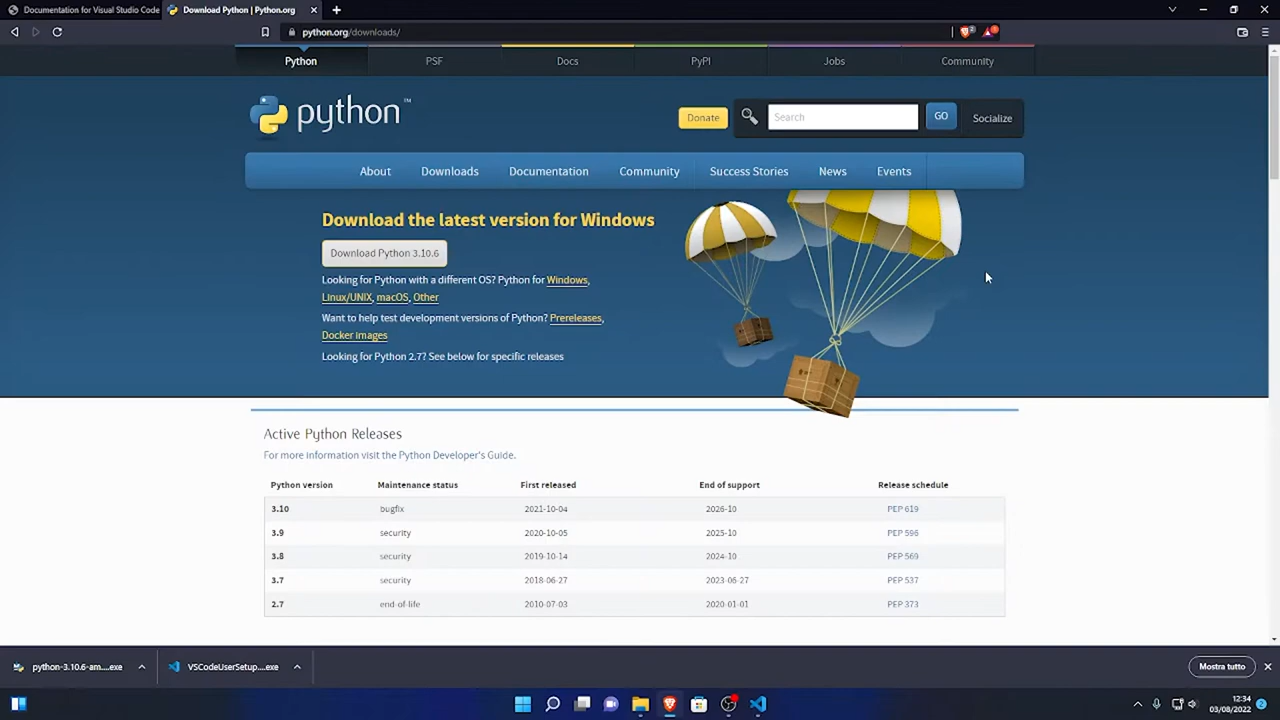 Documentation for Visual Studio Code
Download Python | Python.org
python.org/downloads/
Python
PSF
Docs
PyPI
Jobs
Community
python™
Donate
Search
GO
Socialize
About
Downloads
Documentation
Community
Success Stories
News
Events
Download the latest version for Windows
Download Python 3.10.6
Looking for Python with a different OS? Python for Windows,
Linux/UNIX, macOS, Other
Want to help test development versions of Python? Prereleases,
Docker images
Looking for Python 2.7? See below for specific releases
Active Python Releases
For more information visit the Python Developer's Guide.
Python version Maintenance status First released End of support Release schedule
3.10 bugfix 2021-10-04 2026-10 PEP 619
3.9 security 2020-10-05 2025-10 PEP 596
3.8 security 2019-10-14 2024-10 PEP 569
3.7 security 2018-06-27 2023-06-27 PEP 537
2.7 end-of-life 2010-07-03 2020-01-01 PEP 373
python-3.10.6-am....exe
VSCodeUserSetup....exe
Mostra tutto
12:34
03/08/2022